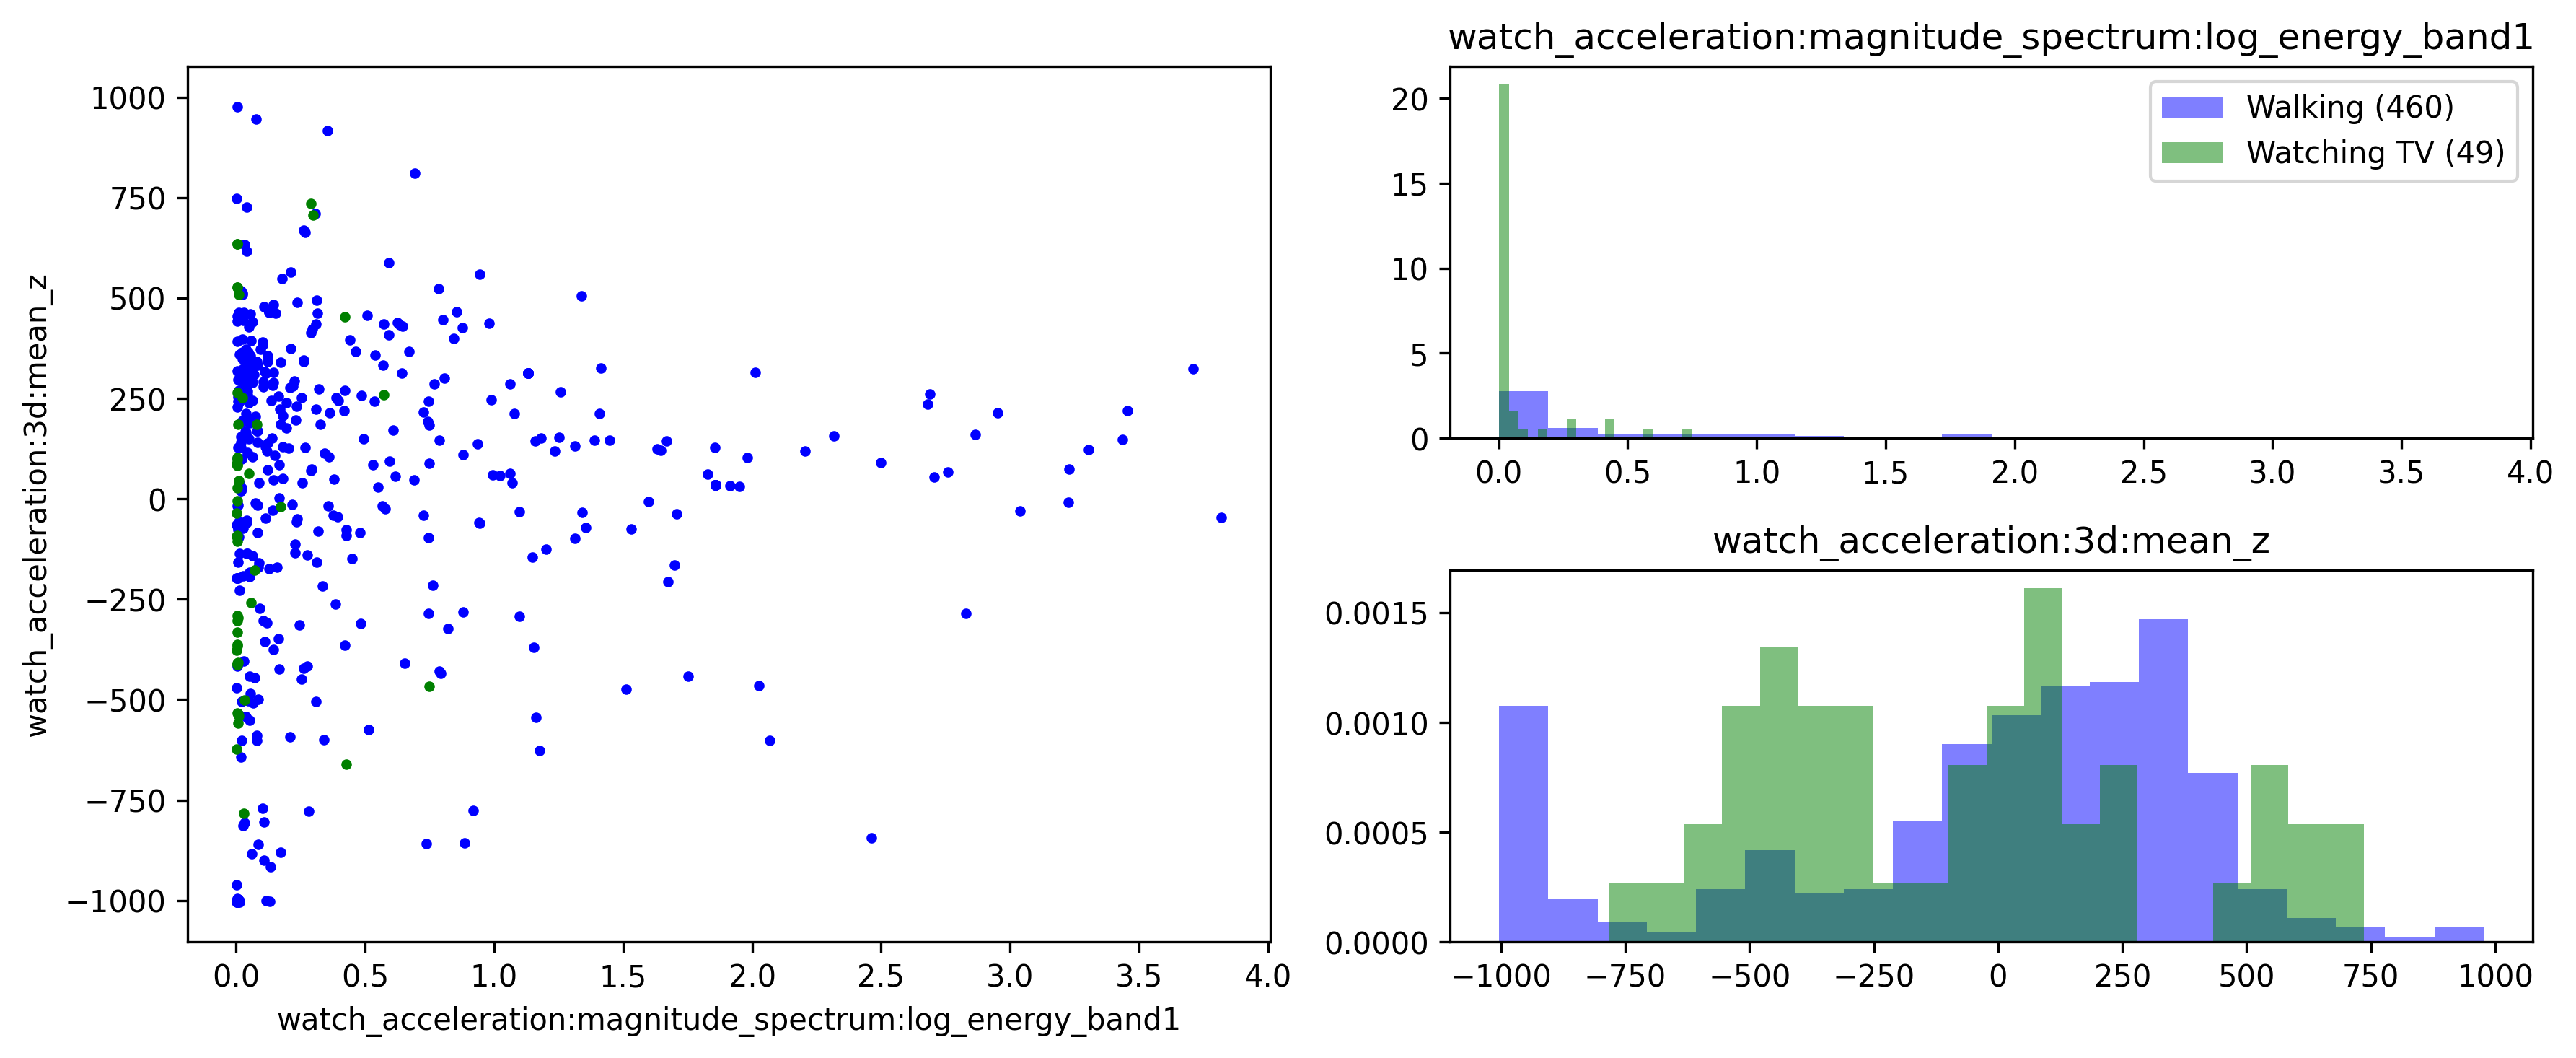 watch_acceleration:3d:mean_z
1000
750
500
250
0
−250
−500
−750
−1000
0.0 0.5 1.0 1.5 2.0 2.5 3.0 3.5 4.0
watch_acceleration:magnitude_spectrum:log_energy_band1
watch_acceleration:magnitude_spectrum:log_energy_band1
20
15
10
5
0
Walking (460)
Watching TV (49)
0.0 0.5 1.0 1.5 2.0 2.5 3.0 3.5 4.0
watch_acceleration:3d:mean_z
0.0015
0.0010
0.0005
0.0000
−1000 −750 −500 −250 0 250 500 750 1000